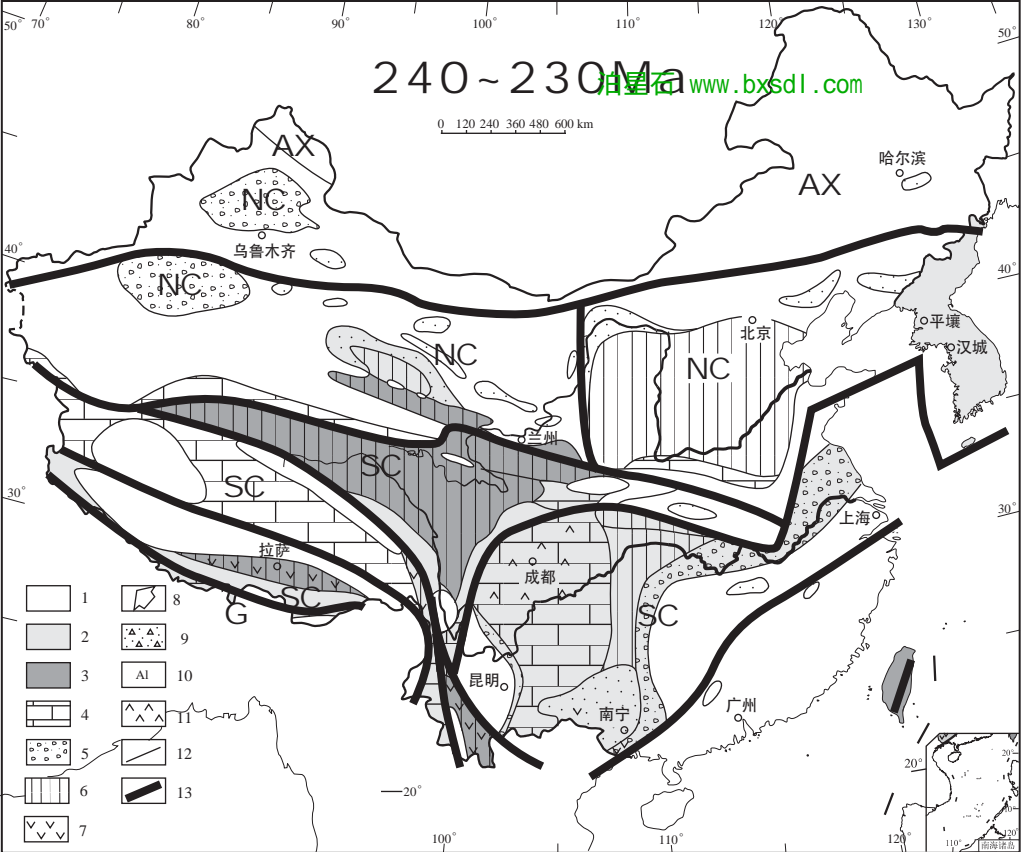 50° 70° 80° 90° 100° 110° 120° 130° 50°
240~230Ma
泊星石 www.bxsdl.com
0 120 240 360 480 600 km
AX
哈尔滨
AX
NC
乌鲁木齐
40°
40°
NC
平壤
北京
汉城
NC
NC
兰州
SC
SC
30°
30°
上海
拉萨
成都
SC
G
SC
昆明
南宁
广州
1
2
3
4
5
6
7
8
9
Al 10
11
12
13
20°
20°
100° 110° 120°
20°
10°
110° 120°
南海诸岛